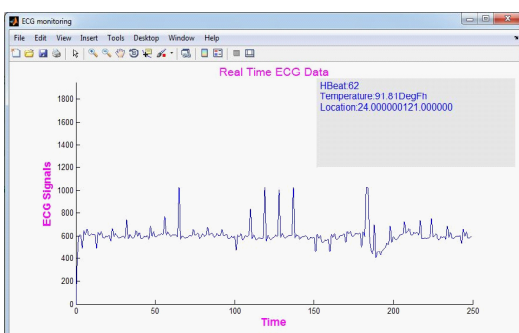 ECG monitoring
File Edit View Insert Tools Desktop Window Help
Real Time ECG Data
HBeat:62
Temperature:91.81DegFh
Location:24.000000121.000000
ECG Signals
1800
1600
1400
1200
1000
800
600
400
200
0
0 50 100 150 200 250
Time